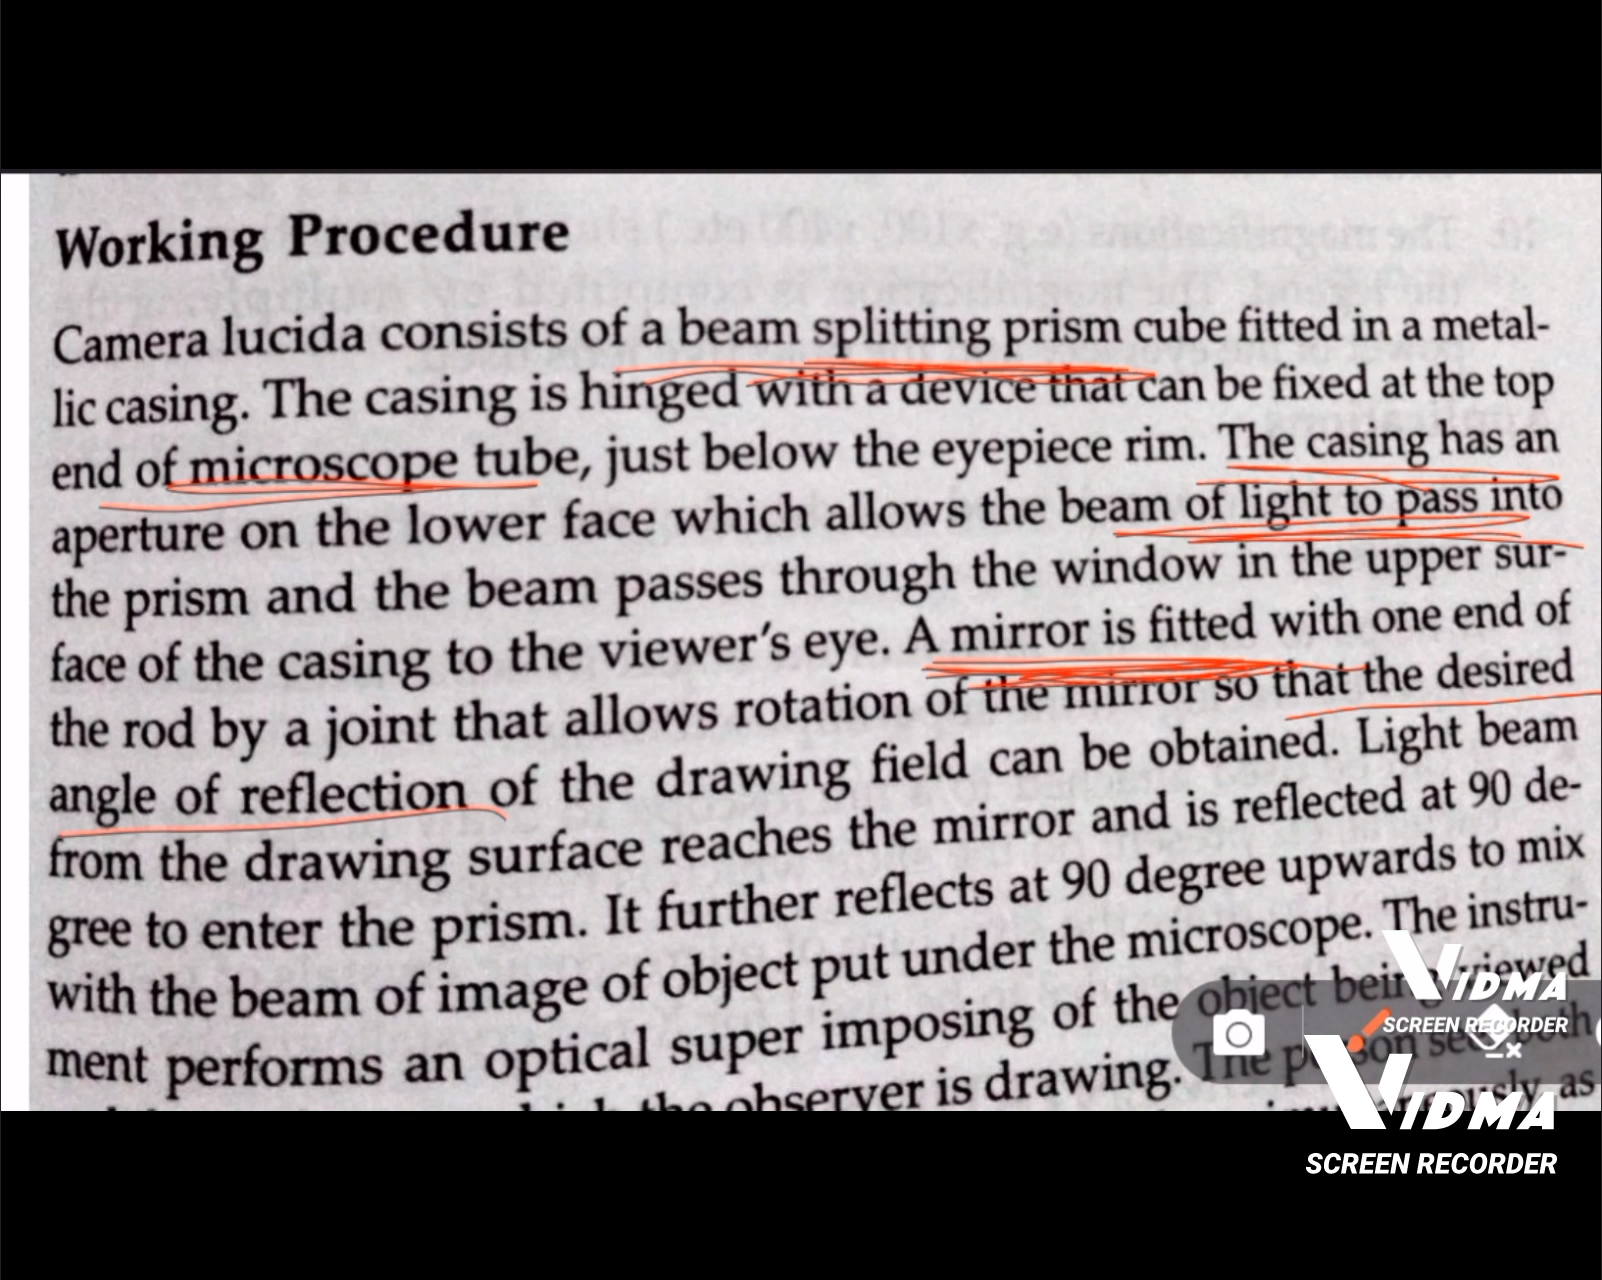 Working Procedure
Camera lucida consists of a beam splitting prism cube fitted in a metal-
lic casing. The casing is hinged with a device that can be fixed at the top
end of microscope tube, just below the eyepiece rim. The casing has an
aperture on the lower face which allows the beam of light to pass into
the prism and the beam passes through the window in the upper sur-
face of the casing to the viewer's eye. A mirror is fitted with one end of
the rod by a joint that allows rotation of the mirror so that the desired
angle of reflection of the drawing field can be obtained. Light beam
from the drawing surface reaches the mirror and is reflected at 90 de-
gree to enter the prism. It further reflects at 90 degree upwards to mix
with the beam of image of object put under the microscope. The instru-
ment performs an optical super imposing of the object being viewed
the observer is drawing. The person sees both
as
VIDMA
SCREEN RECORDER
VIDMA
SCREEN RECORDER